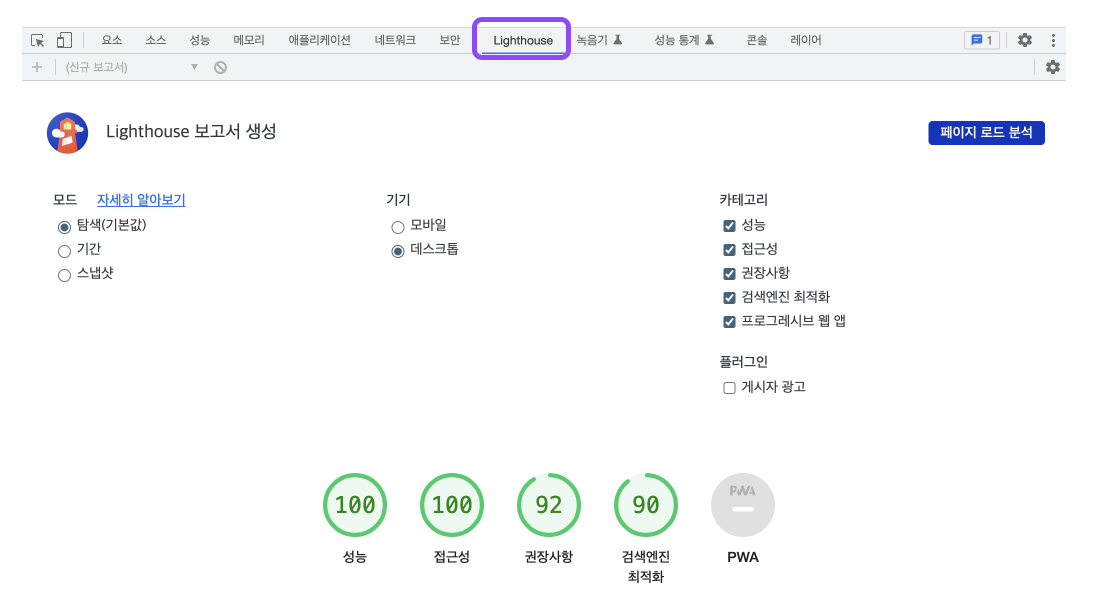 요소 소스 성능 메모리 애플리케이션 네트워크 보안 Lighthouse 녹음기 성능 통계 콘솔 레이어 1
(신규 보고서)
Lighthouse 보고서 생성
페이지 로드 분석
모드 자세히 알아보기
탐색(기본값)
기간
스냅샷
기기
모바일
데스크톱
카테고리
성능
접근성
권장사항
검색엔진 최적화
프로그레시브 웹 앱
플러그인
게시자 광고
100
성능
100
접근성
92
권장사항
90
검색엔진
최적화
PWA
PWA